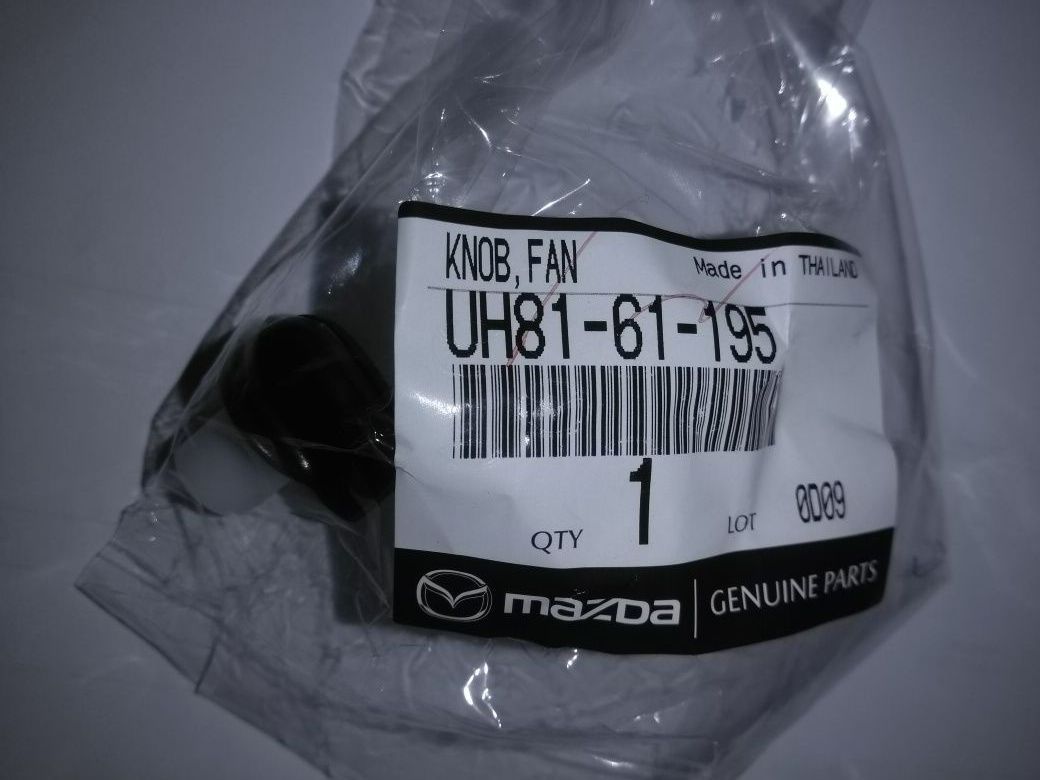 KNOB, FAN
Made in THAILAND
UH81-61-195
1
QTY
LOT
0D09
mazda
GENUINE PARTS